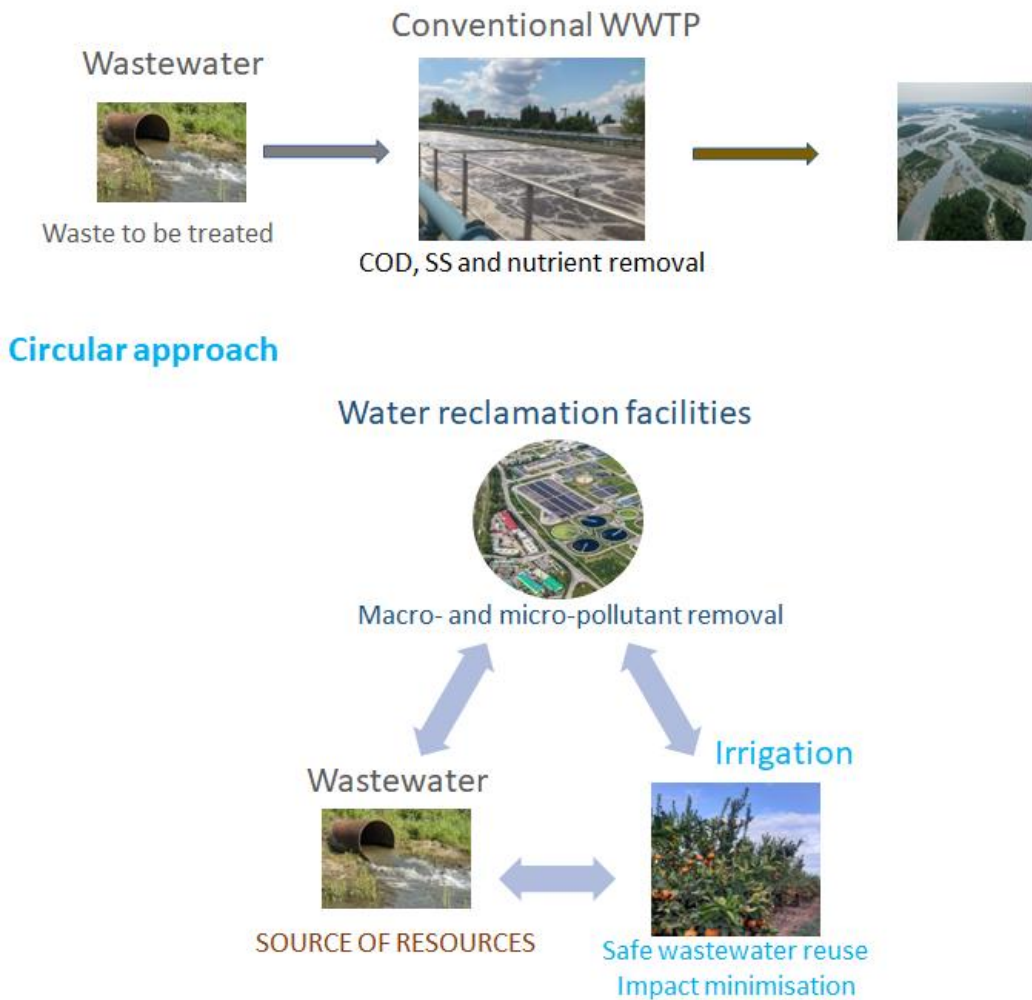 Conventional WWTP
Wastewater
Waste to be treated
COD, SS and nutrient removal
Circular approach
Water reclamation facilities
Macro- and micro-pollutant removal
Irrigation
Wastewater
SOURCE OF RESOURCES
Safe wastewater reuse
Impact minimisation